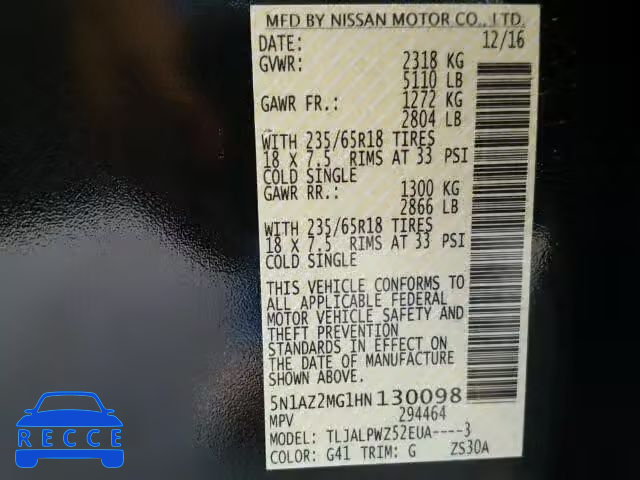 MFD BY NISSAN MOTOR CO., LTD.
DATE: 12/16
GVWR: 2318 KG
5110 LB
GAWR FR.: 1272 KG
2804 LB
WITH 235/65R18 TIRES
18 X 7.5 RIMS AT 33 PSI
COLD SINGLE
GAWR RR.: 1300 KG
2866 LB
WITH 235/65R18 TIRES
18 X 7.5 RIMS AT 33 PSI
COLD SINGLE
THIS VEHICLE CONFORMS TO
ALL APPLICABLE FEDERAL
MOTOR VEHICLE SAFETY AND
THEFT PREVENTION
STANDARDS IN EFFECT ON
THE DATE OF MANUFACTURE
SHOWN ABOVE.
5N1AZ2MG1HN130098
MPV 294464
MODEL: TLJALPWZ52EUA----3
COLOR: G41 TRIM: G ZS30A
RECCE